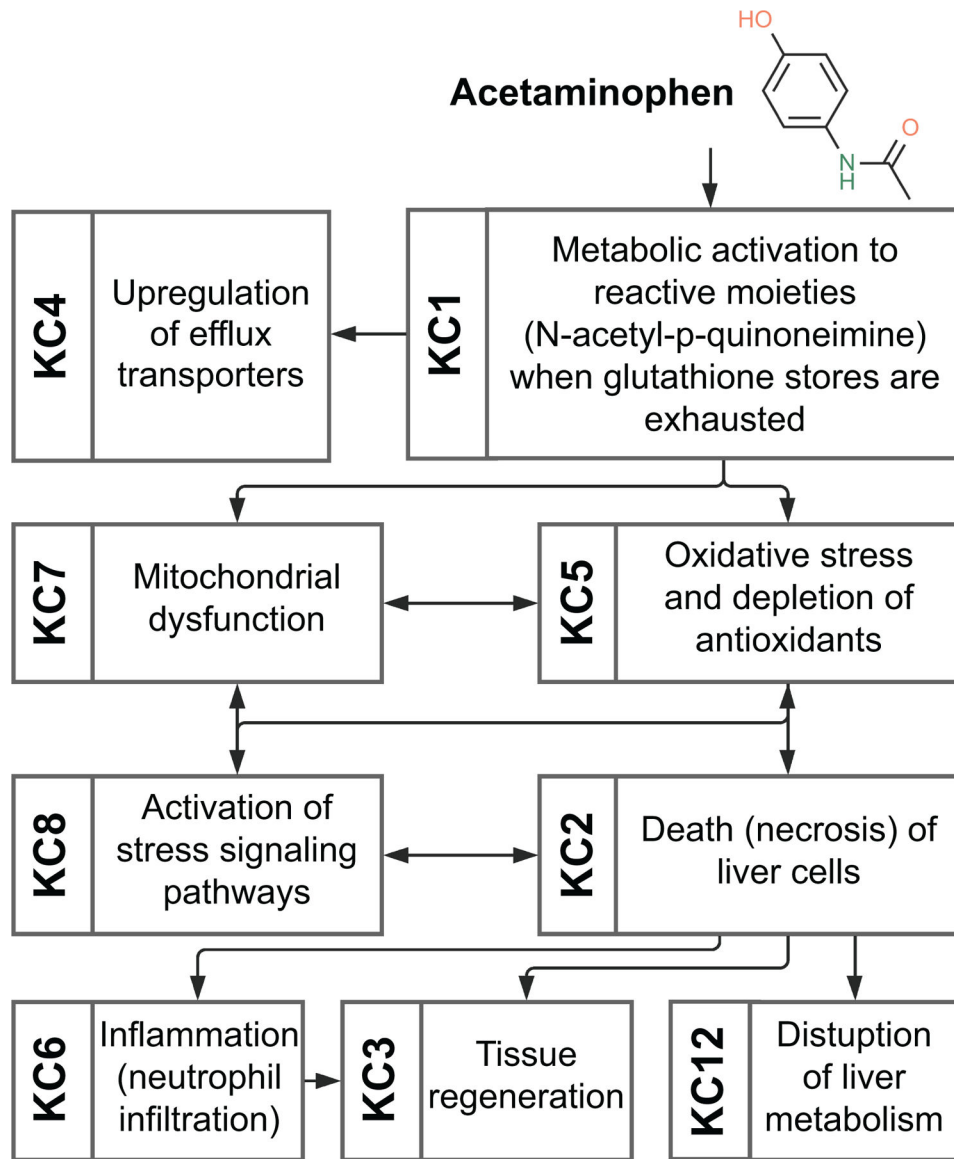 HO
Acetaminophen
O
N
H
KC4
Upregulation
of efflux
transporters
KC1
Metabolic activation to
reactive moieties
(N-acetyl-p-quinoneimine)
when glutathione stores are
exhausted
KC7
Mitochondrial
dysfunction
KC5
Oxidative stress
and depletion of
antioxidants
KC8
Activation of
stress signaling
pathways
KC2
Death (necrosis) of
liver cells
KC6
Inflammation
(neutrophil
infiltration)
KC3
Tissue
regeneration
KC12
Distuption
of liver
metabolism